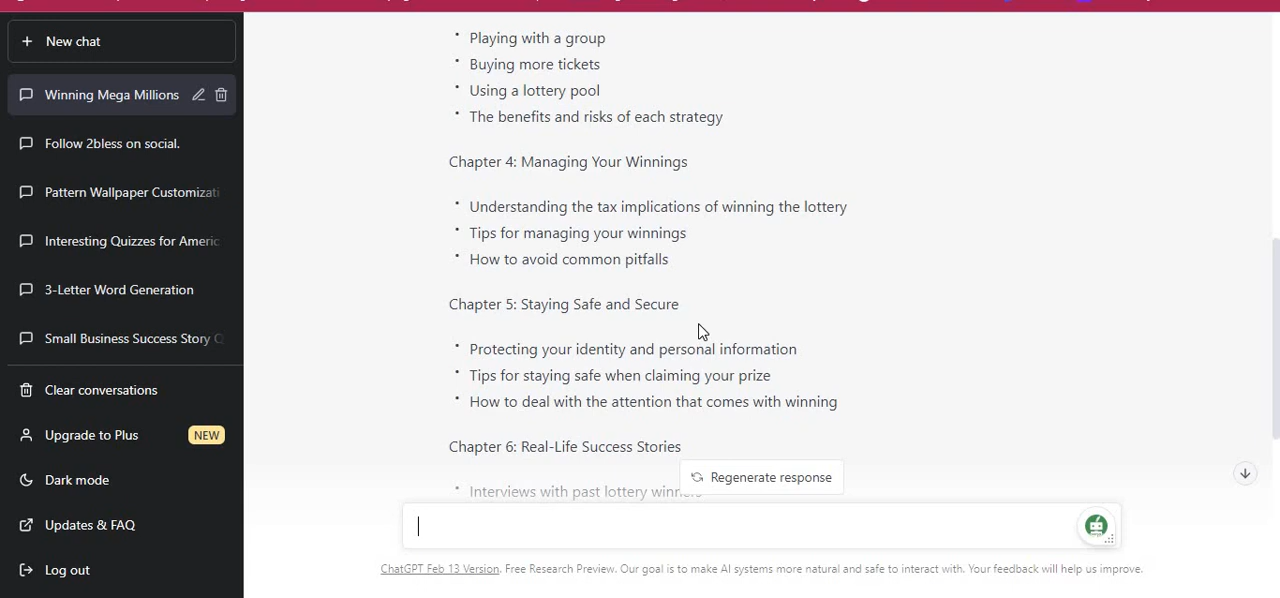 New chat
Winning Mega Millions
Follow 2bless on social.
Pattern Wallpaper Customizati
Interesting Quizzes for Americ
3-Letter Word Generation
Small Business Success Story Q
Clear conversations
Upgrade to Plus NEW
Dark mode
Updates & FAQ
Log out
• Playing with a group
• Buying more tickets
• Using a lottery pool
• The benefits and risks of each strategy
Chapter 4: Managing Your Winnings
• Understanding the tax implications of winning the lottery
• Tips for managing your winnings
• How to avoid common pitfalls
Chapter 5: Staying Safe and Secure
• Protecting your identity and personal information
• Tips for staying safe when claiming your prize
• How to deal with the attention that comes with winning
Chapter 6: Real-Life Success Stories
• Interviews with past lottery winners
Regenerate response
ChatGPT Feb 13 Version. Free Research Preview. Our goal is to make AI systems more natural and safe to interact with. Your feedback will help us improve.